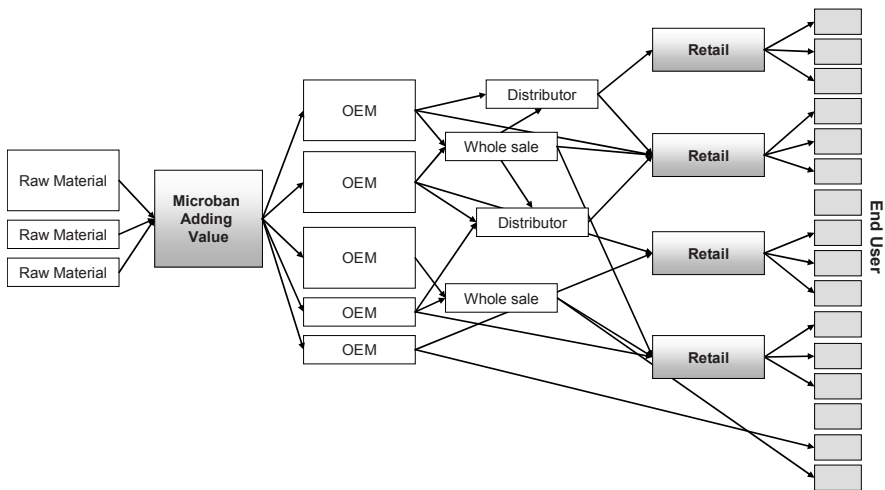 Raw Material
Raw Material
Raw Material
Microban
Adding
Value
OEM
OEM
OEM
OEM
OEM
Distributor
Whole sale
Distributor
Whole sale
Retail
Retail
Retail
Retail
End User